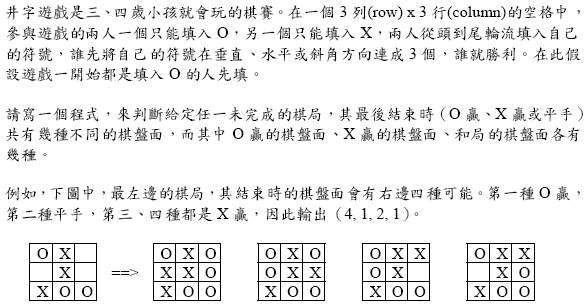 井字遊戲是三、四歲小孩就會玩的棋賽。在一個 3 列(row) x 3 行(column)的空格中，
參與遊戲的兩人一個只能填入 O，另一個只能填入 X，兩人從頭到尾輪流填入自己
的符號，誰先將自己的符號在垂直、水平或斜角方向連成 3 個，誰就勝利。在此假
設遊戲一開始都是填入 O 的人先填。
請寫一個程式，來判斷給定任一未完成的棋局，其最後結束時（O 贏、X 贏或平手）
共有幾種不同的棋盤面，而其中 O 贏的棋盤面、X 贏的棋盤面、和局的棋盤面各有
幾種。
例如，下圖中，最左邊的棋局，其結束時的棋盤面會有右邊四種可能。第一種 O 贏，
第二種平手，第三、四種都是 X 贏，因此輸出（4, 1, 2, 1）。
O X O X O O X O O X X O X X
X ==> X X O O X X O X X O
X O O X O O X O O X O O X O O